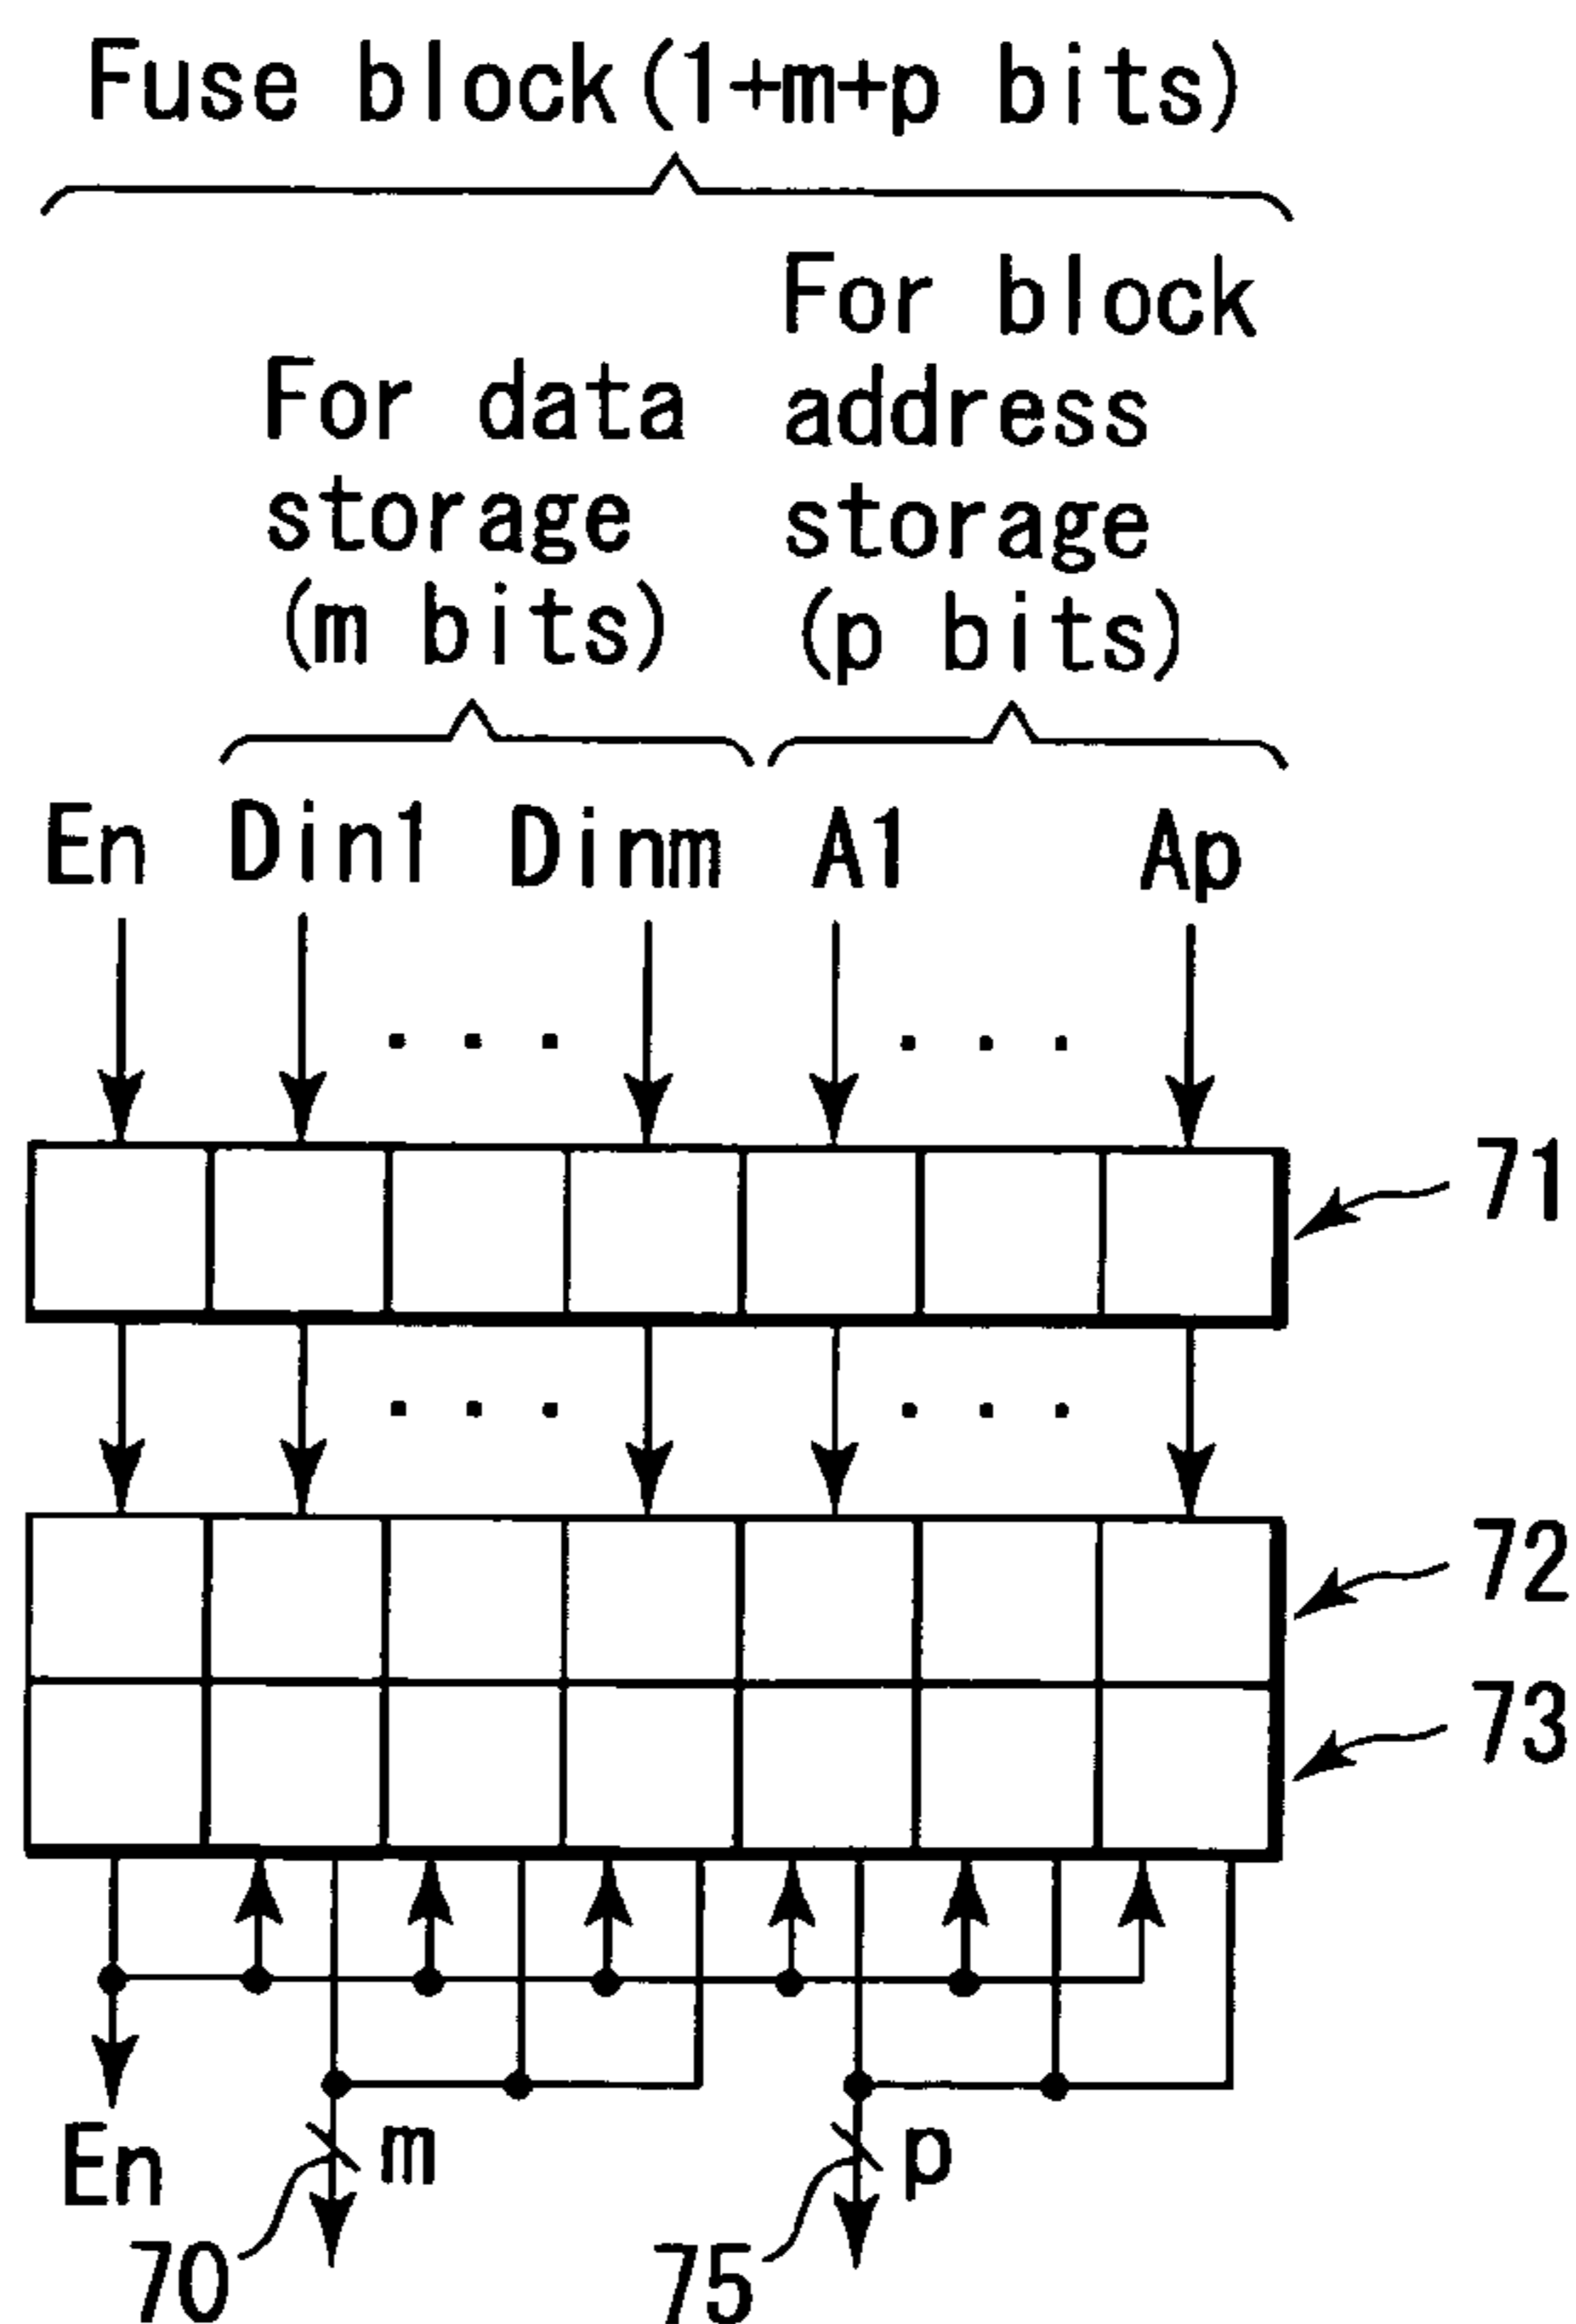 Fuse block(1+m+p bits)
For data
storage
(m bits)
For block
address
storage
(p bits)
En Din1 Dinm A1 Ap
. . . . . .
71
. . . . . .
72
73
En m p
70 75